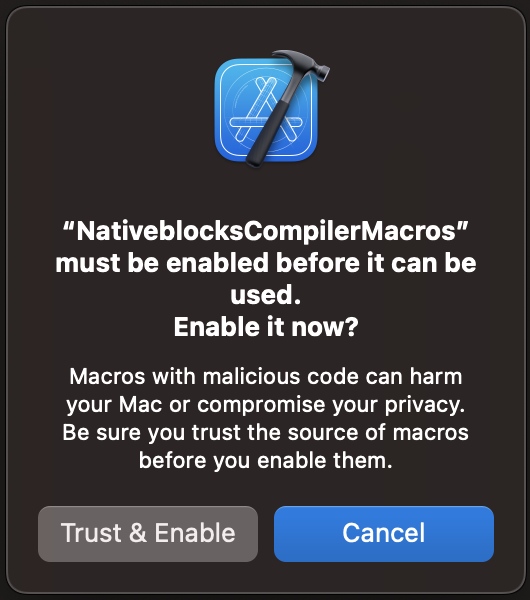 “NativeblocksCompilerMacros”
must be enabled before it can be
used.
Enable it now?
Macros with malicious code can harm
your Mac or compromise your privacy.
Be sure you trust the source of macros
before you enable them.
Trust & Enable
Cancel